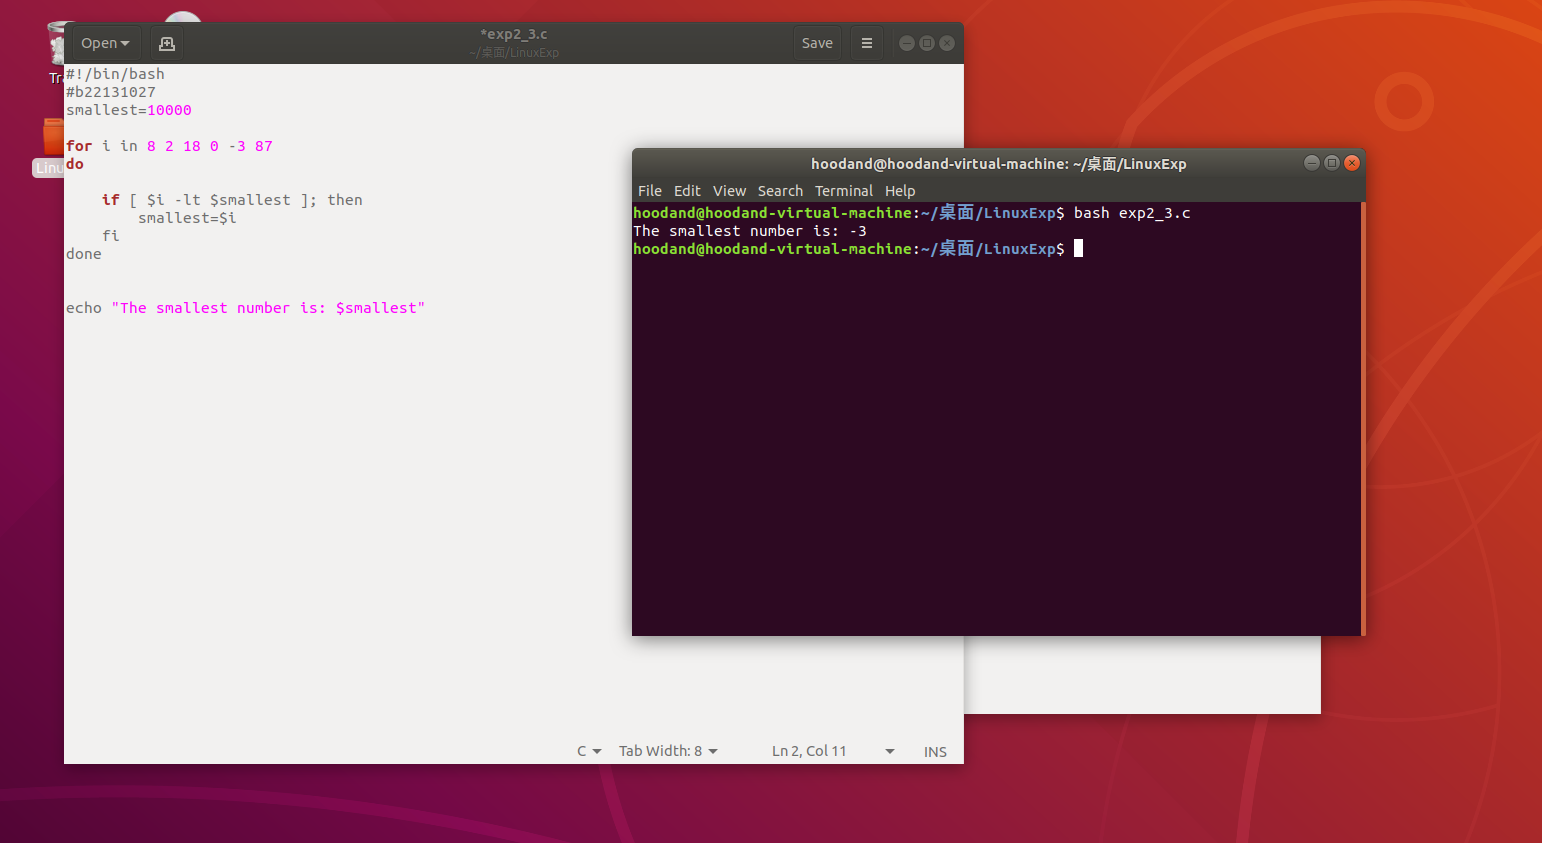 Open
*exp2_3.c
~/桌面/LinuxExp
Save
#!/bin/bash
#b22131027
smallest=10000
for i in 8 2 18 0 -3 87
do
if [ $i -lt $smallest ]; then
smallest=$i
fi
done
echo "The smallest number is: $smallest"
C
Tab Width: 8
Ln 2, Col 11
INS
hoodand@hoodand-virtual-machine: ~/桌面/LinuxExp
File Edit View Search Terminal Help
hoodand@hoodand-virtual-machine:~/桌面/LinuxExp$ bash exp2_3.c
The smallest number is: -3
hoodand@hoodand-virtual-machine:~/桌面/LinuxExp$